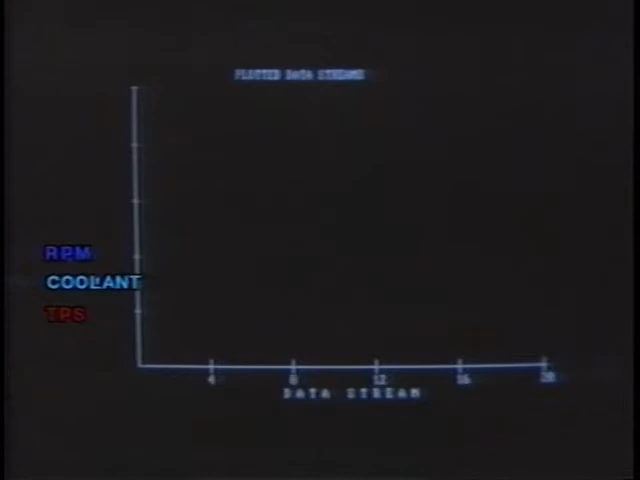 PLOTTED DATA STREAMS
RPM
COOLANT
TPS
4 8 12 16 20
DATA STREAM